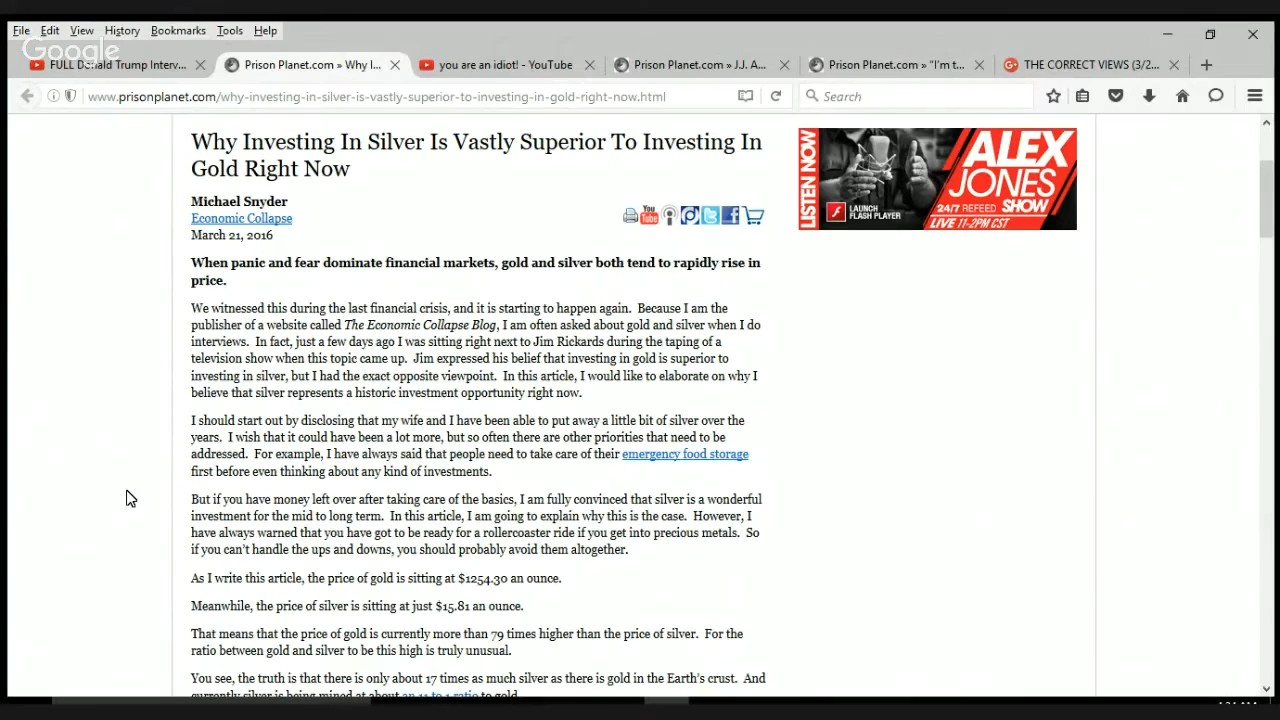 File Edit View History Bookmarks Tools Help
Google
FULL Donald Trump Interv... Prison Planet.com » Why I... you are an idiot! - YouTube Prison Planet.com » J.J. A... Prison Planet.com » "I'm t... THE CORRECT VIEWS (3/2...
www.prisonplanet.com/why-investing-in-silver-is-vastly-superior-to-investing-in-gold-right-now.html Search
Why Investing In Silver Is Vastly Superior To Investing In
Gold Right Now
Michael Snyder
Economic Collapse
March 21, 2016
You Tube
LISTEN NOW
ALEX
JONES
SHOW
24/7 REFEED
LIVE 11-2PM CST
LAUNCH
FLASH PLAYER
When panic and fear dominate financial markets, gold and silver both tend to rapidly rise in
price.
We witnessed this during the last financial crisis, and it is starting to happen again. Because I am the
publisher of a website called The Economic Collapse Blog, I am often asked about gold and silver when I do
interviews. In fact, just a few days ago I was sitting right next to Jim Rickards during the taping of a
television show when this topic came up. Jim expressed his belief that investing in gold is superior to
investing in silver, but I had the exact opposite viewpoint. In this article, I would like to elaborate on why I
believe that silver represents a historic investment opportunity right now.
I should start out by disclosing that my wife and I have been able to put away a little bit of silver over the
years. I wish that it could have been a lot more, but so often there are other priorities that need to be
addressed. For example, I have always said that people need to take care of their emergency food storage
first before even thinking about any kind of investments.
But if you have money left over after taking care of the basics, I am fully convinced that silver is a wonderful
investment for the mid to long term. In this article, I am going to explain why this is the case. However, I
have always warned that you have got to be ready for a rollercoaster ride if you get into precious metals. So
if you can't handle the ups and downs, you should probably avoid them altogether.
As I write this article, the price of gold is sitting at $1254.30 an ounce.
Meanwhile, the price of silver is sitting at just $15.81 an ounce.
That means that the price of gold is currently more than 79 times higher than the price of silver. For the
ratio between gold and silver to be this high is truly unusual.
You see, the truth is that there is only about 17 times as much silver as there is gold in the Earth's crust. And
currently silver is being mined at about an 11 to 1 ratio to gold